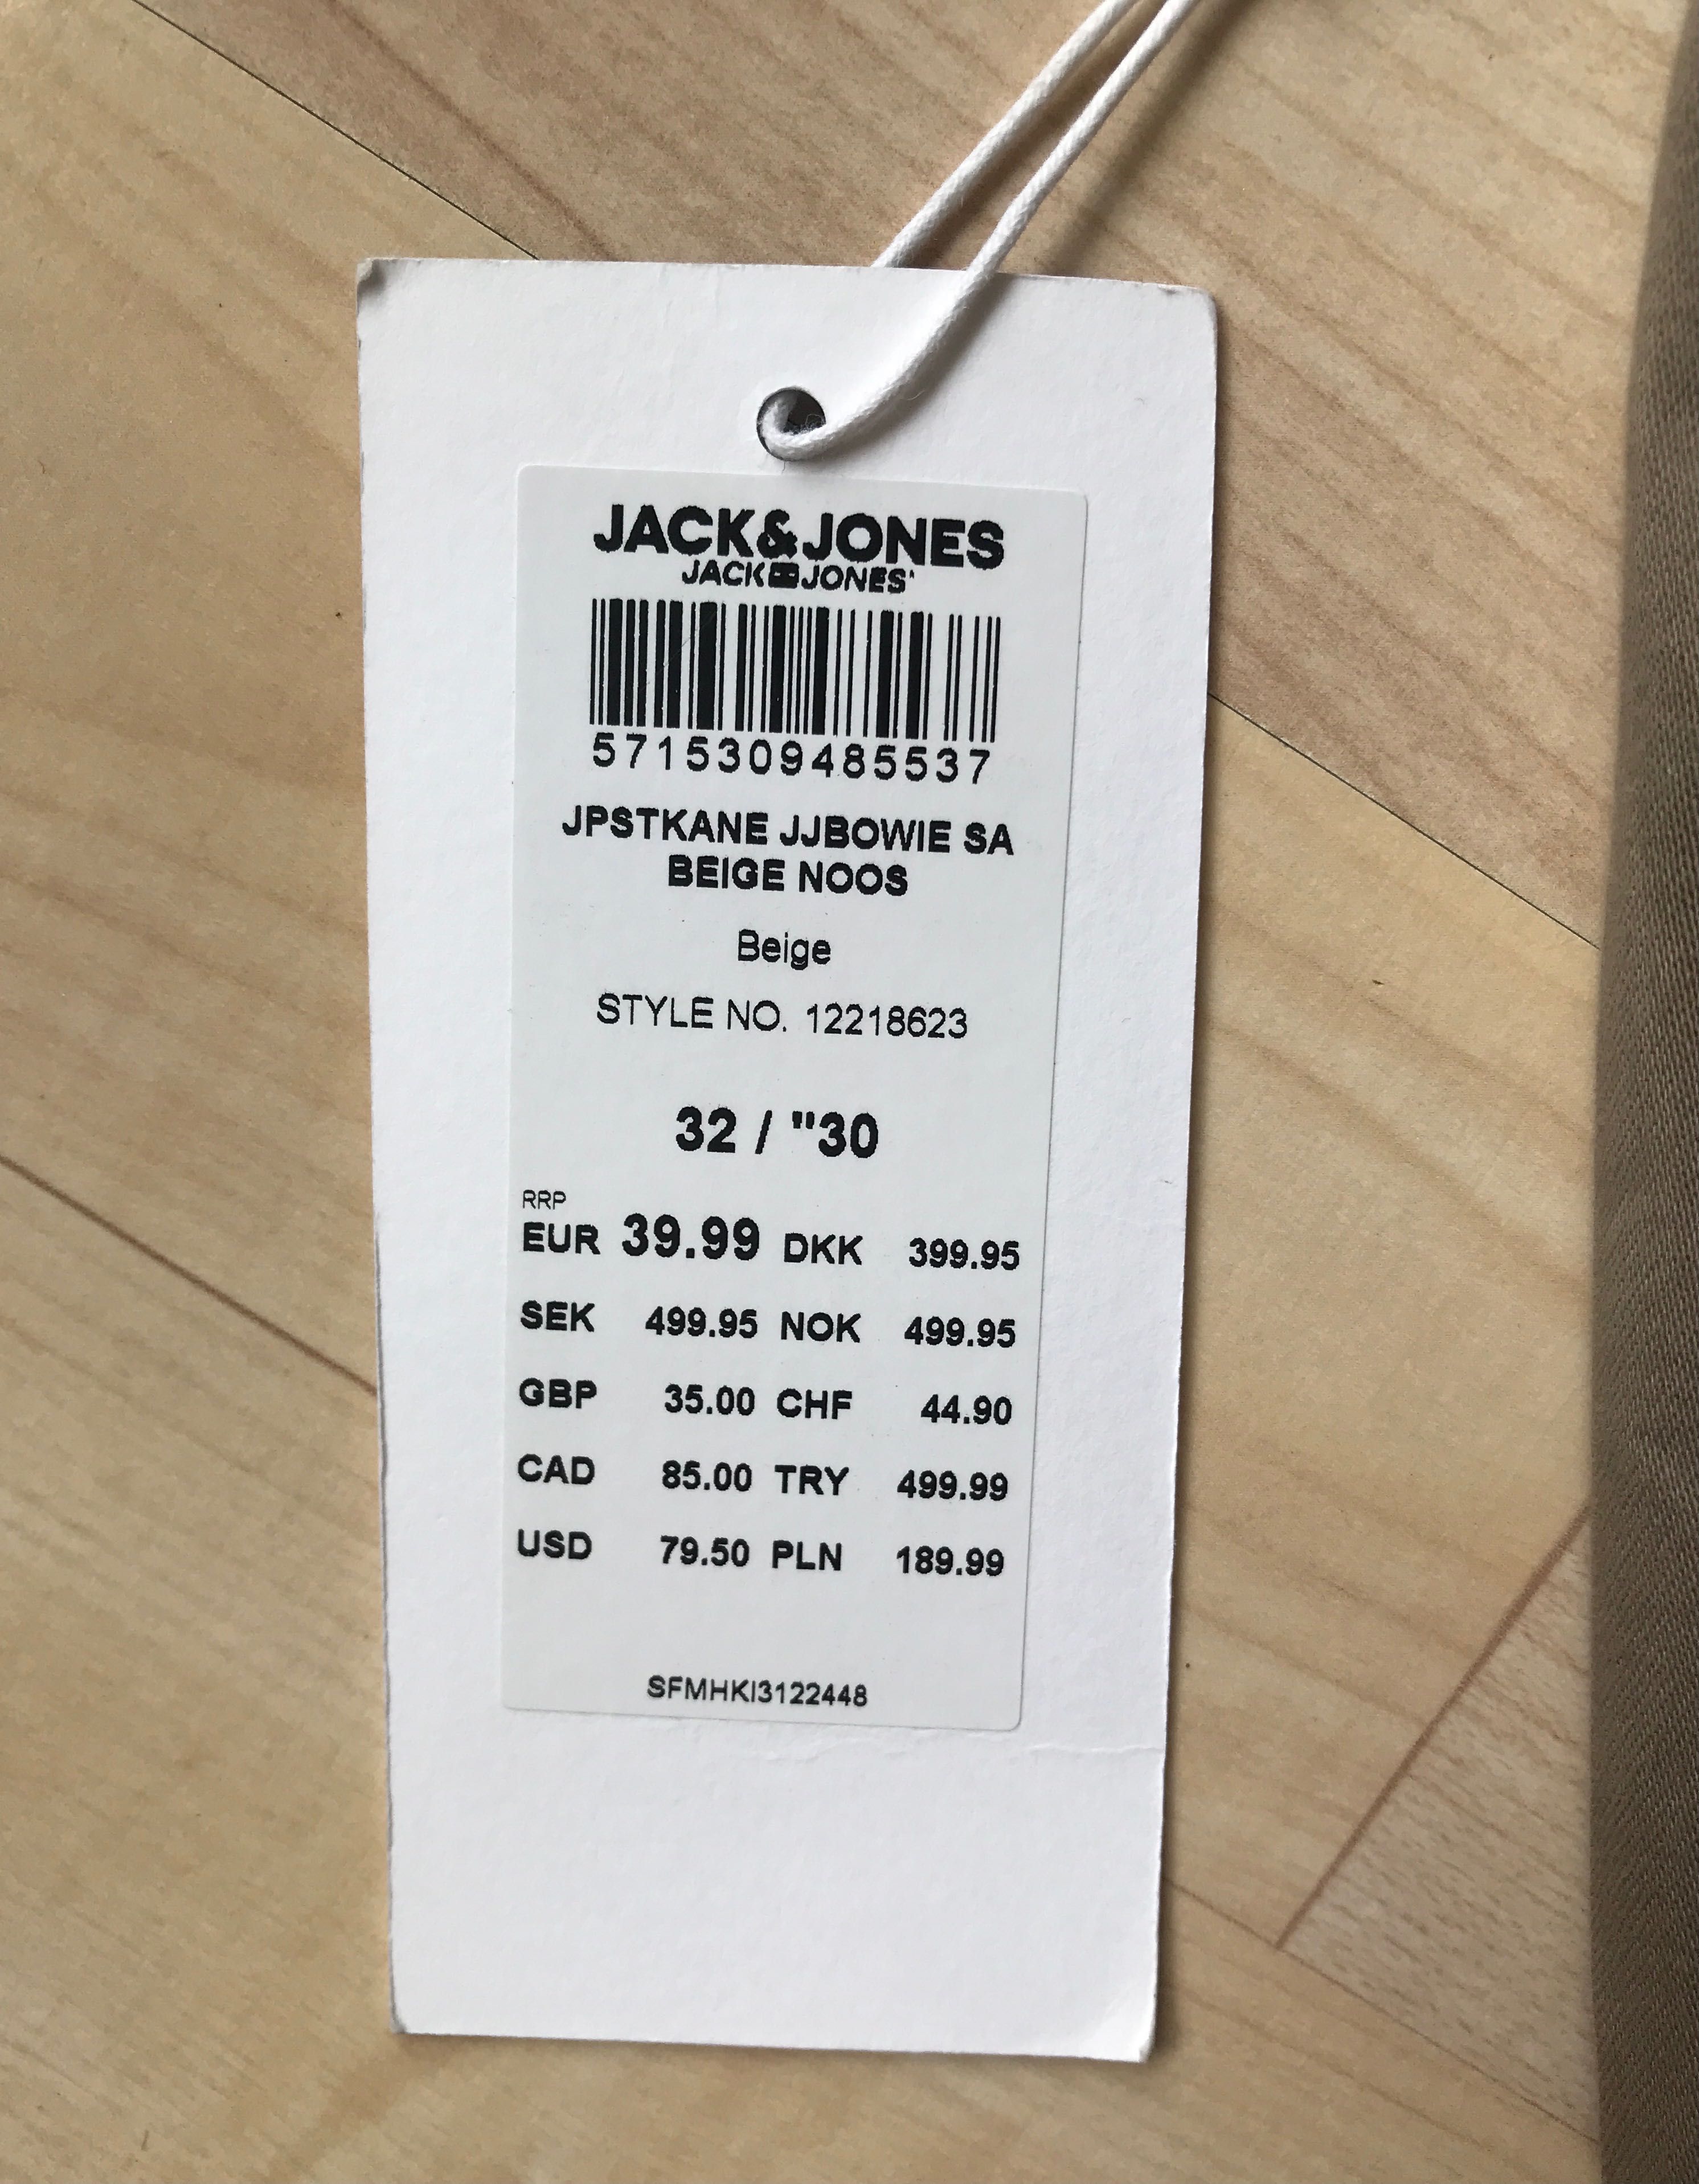 JACK&JONES
JACK JONES
5715309485537
JPSTKANE JJBOWIE SA
BEIGE NOOS
Beige
STYLE NO. 12218623
32 / "30
RRP
EUR 39.99 DKK 399.95
SEK 499.95 NOK 499.95
GBP 35.00 CHF 44.90
CAD 85.00 TRY 499.99
USD 79.50 PLN 189.99
SFMHKI3122448